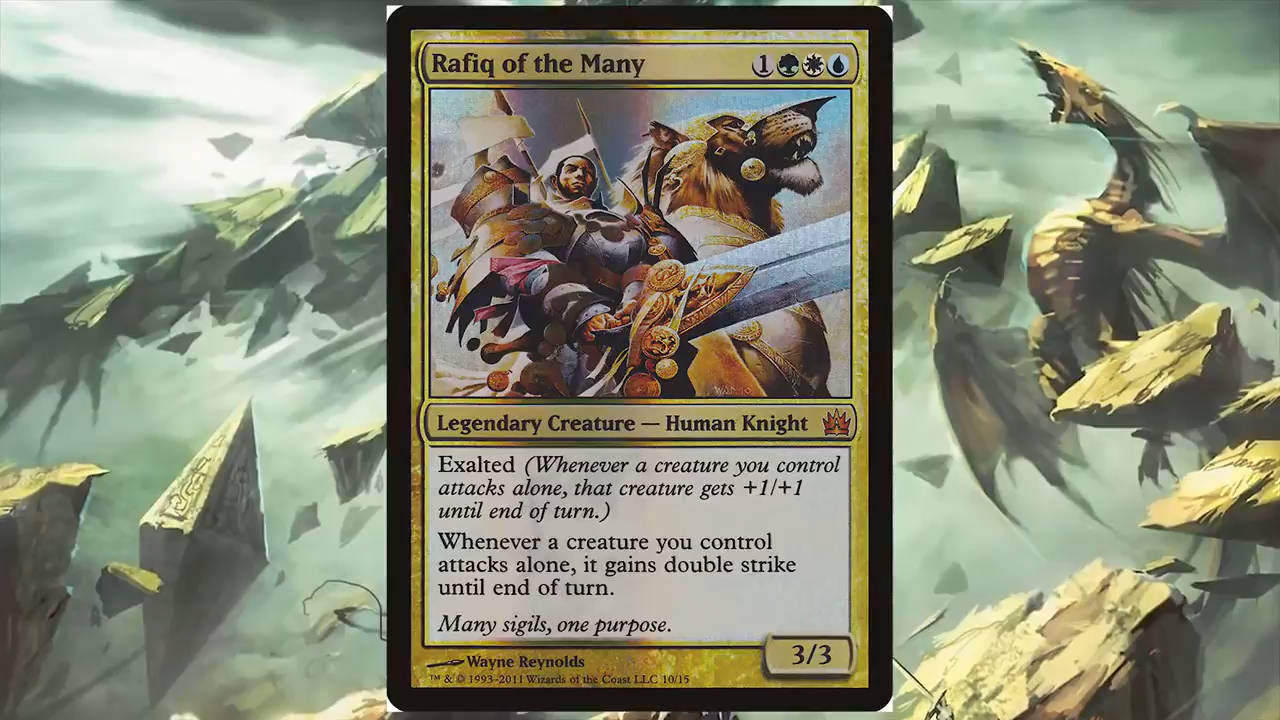 Rafiq of the Many 1
Legendary Creature — Human Knight
Exalted (Whenever a creature you control
attacks alone, that creature gets +1/+1
until end of turn.)
Whenever a creature you control
attacks alone, it gains double strike
until end of turn.
Many sigils, one purpose.
Wayne Reynolds
3/3
™ & © 1993-2011 Wizards of the Coast LLC 10/15